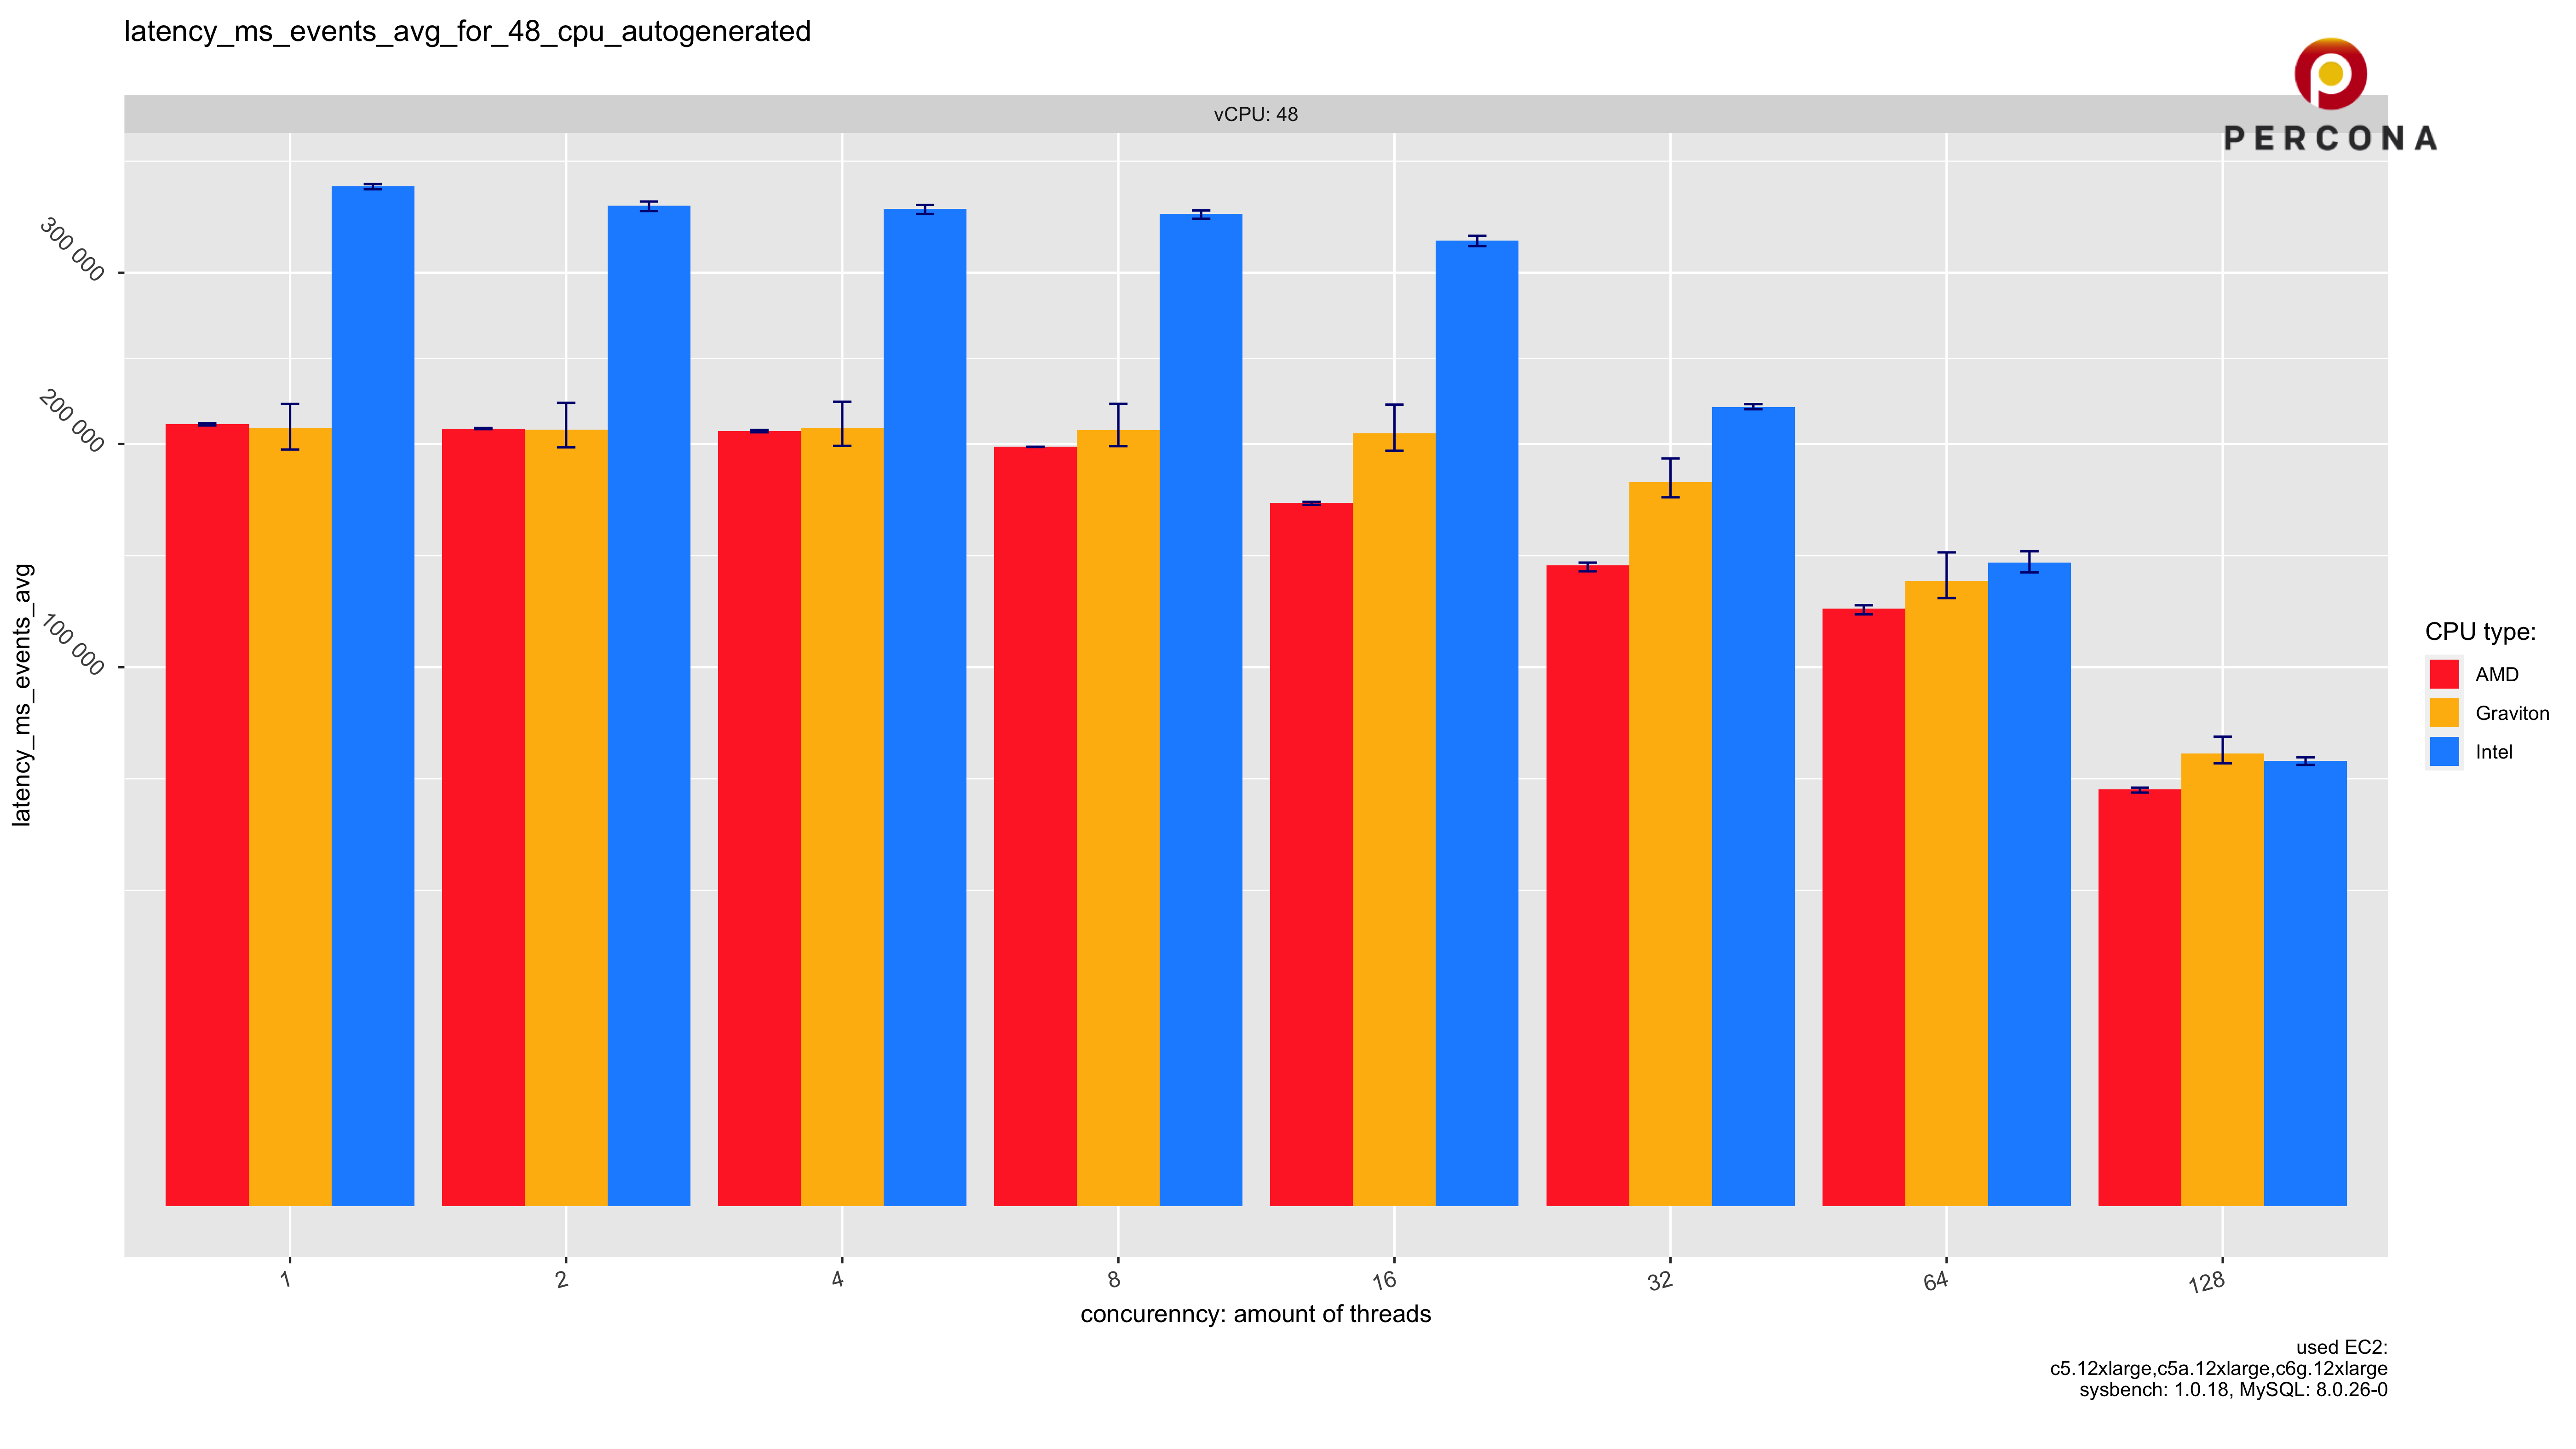 latency_ms_events_avg_for_48_cpu_autogenerated
PERCONA
vCPU: 48
300 000
200 000
100 000
latency_ms_events_avg
CPU type:
AMD
Graviton
Intel
1
2
4
8
16
32
64
128
concurenncy: amount of threads
used EC2:
c5.12xlarge,c5a.12xlarge,c6g.12xlarge
sysbench: 1.0.18, MySQL: 8.0.26-0